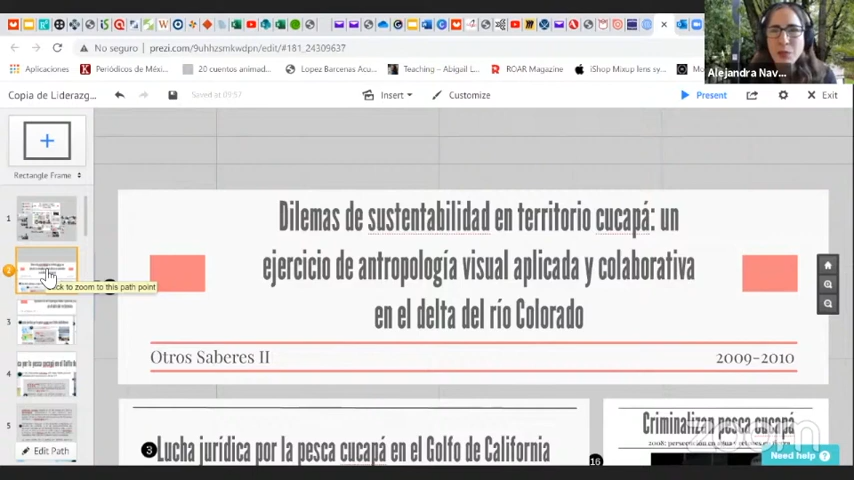 No seguro
prezi.com/9uhhzsmkwdpn/edit/#181_24309637
Aplicaciones
Periódicos de Méxi...
20 cuentos animad...
Lopez Barcenas Acu...
Teaching – Abigail L...
ROAR Magazine
iShop Mixup lens sy...
Alejandra Nav...
Copia de Liderazg...
Saved at 09:57
Insert
Customize
Present
Exit
Rectangle Frame
1
2
to zoom to this path point
3
4
5
Edit Path
Dilemas de sustentabilidad en territorio cucapá: un
ejercicio de antropología visual aplicada y colaborativa
en el delta del río Colorado
Otros Saberes II
2009-2010
3
Lucha jurídica por la pesca cucapá en el Golfo de California
16
Criminalizan pesca cucapá
zoom
Need help